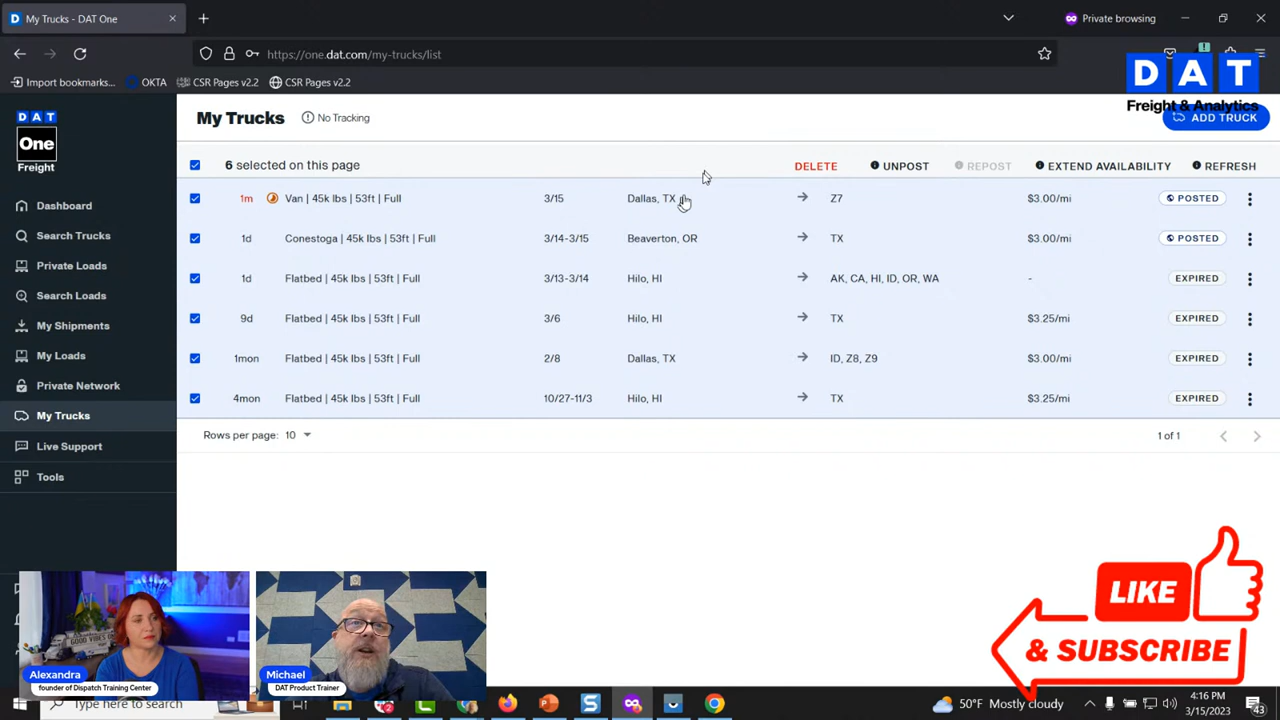 My Trucks - DAT One
Private browsing
https://one.dat.com/my-trucks/list
Import bookmarks...
OKTA
CSR Pages v2.2
CSR Pages v2.2
DAT
Freight & Analytics
DAT
One
Freight
My Trucks
No Tracking
ADD TRUCK
6 selected on this page
DELETE
UNPOST
REPOST
EXTEND AVAILABILITY
REFRESH
1m Van | 45k lbs | 53ft | Full 3/15 Dallas, TX Z7 $3.00/mi POSTED
1d Conestoga | 45k lbs | 53ft | Full 3/14-3/15 Beaverton, OR TX $3.00/mi POSTED
1d Flatbed | 45k lbs | 53ft | Full 3/13-3/14 Hilo, HI AK, CA, HI, ID, OR, WA - EXPIRED
9d Flatbed | 45k lbs | 53ft | Full 3/6 Hilo, HI TX $3.25/mi EXPIRED
1mon Flatbed | 45k lbs | 53ft | Full 2/8 Dallas, TX ID, Z8, Z9 $3.00/mi EXPIRED
4mon Flatbed | 45k lbs | 53ft | Full 10/27-11/3 Hilo, HI TX $3.25/mi EXPIRED
Rows per page: 10
1 of 1
Dashboard
Search Trucks
Private Loads
Search Loads
My Shipments
My Loads
Private Network
My Trucks
Live Support
Tools
GOOD VIBES
Alexandra
founder of Dispatch Training Center
Michael
DAT Product Trainer
LIKE
& SUBSCRIBE
Type here to search
50°F Mostly cloudy
4:16 PM
3/15/2023
43